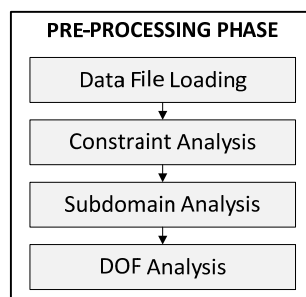 PRE-PROCESSING PHASE
Data File Loading
Constraint Analysis
Subdomain Analysis
DOF Analysis